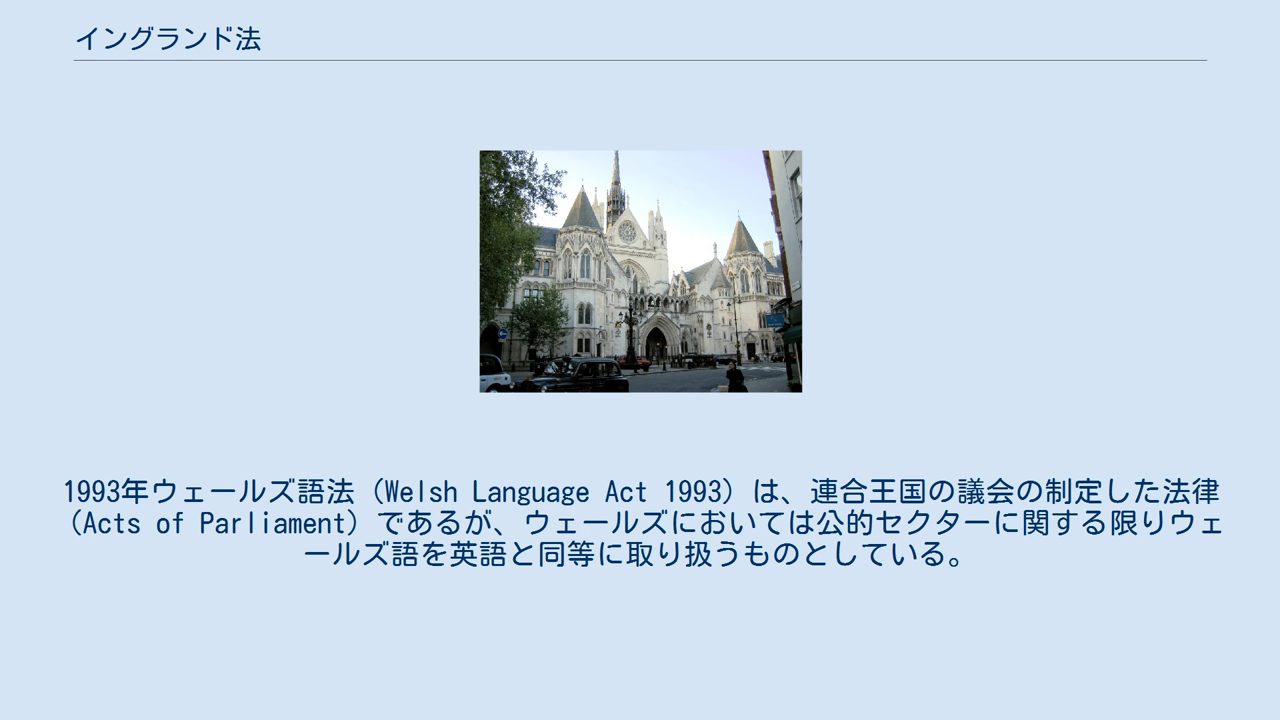 イングランド法
1993年ウェールズ語法（Welsh Language Act 1993）は、連合王国の議会の制定した法律
（Acts of Parliament）であるが、ウェールズにおいては公的セクターに関する限りウェ
ールズ語を英語と同等に取り扱うものとしている。